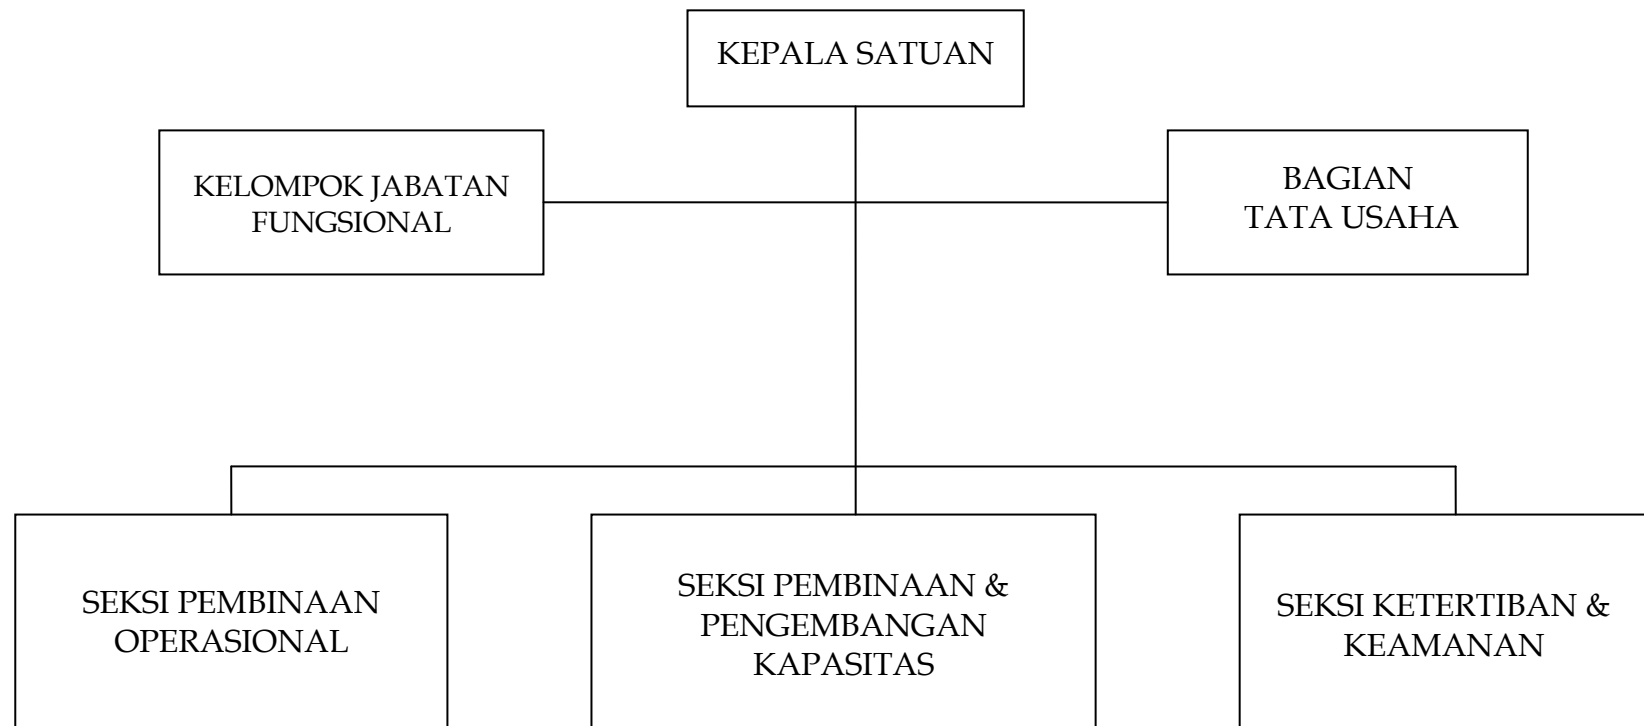 KEPALA SATUAN
KELOMPOK JABATAN
FUNGSIONAL
BAGIAN
TATA USAHA
SEKSI PEMBINAAN
OPERASIONAL
SEKSI PEMBINAAN &
PENGEMBANGAN
KAPASITAS
SEKSI KETERTIBAN &
KEAMANAN